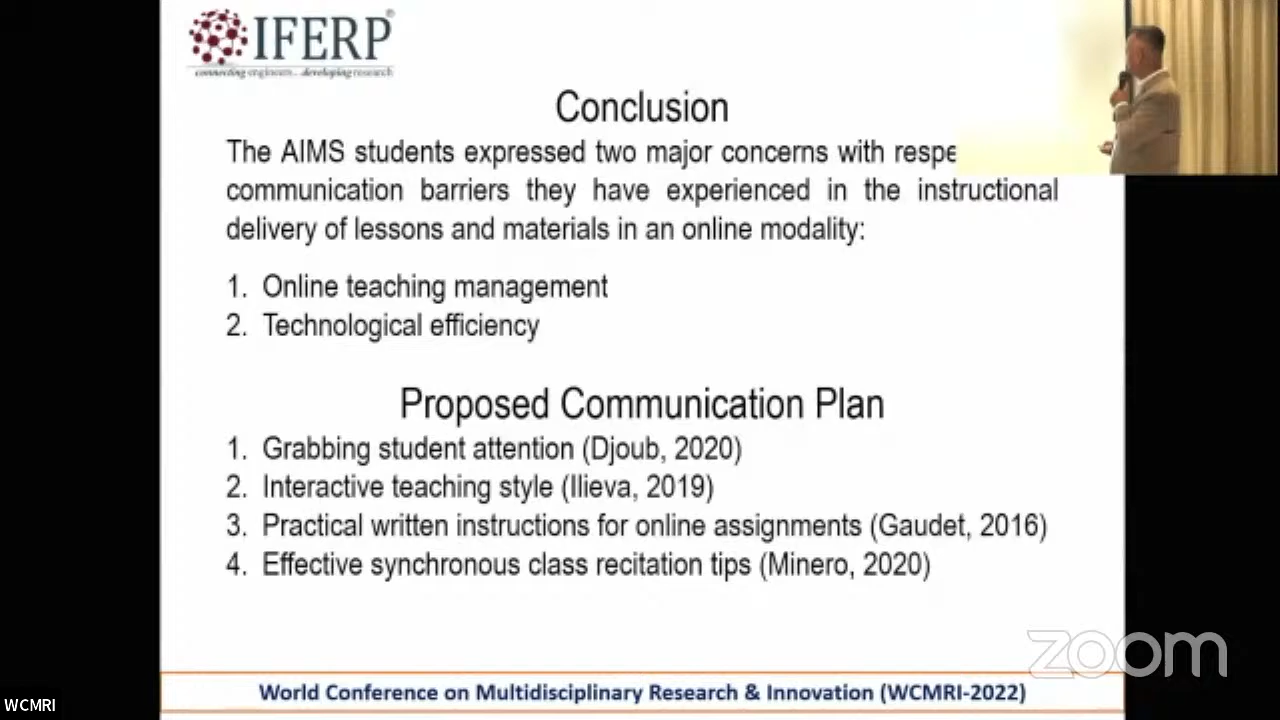 IFERP®
connecting engineers... developing research
Conclusion
The AIMS students expressed two major concerns with
communication barriers they have experienced in the instructional
delivery of lessons and materials in an online modality:
1. Online teaching management
2. Technological efficiency
Proposed Communication Plan
1. Grabbing student attention (Djoub, 2020)
2. Interactive teaching style (Ilieva, 2019)
3. Practical written instructions for online assignments (Gaudet, 2016)
4. Effective synchronous class recitation tips (Minero, 2020)
zoom
World Conference on Multidisciplinary Research & Innovation (WCMRI-2022)
WCMRI